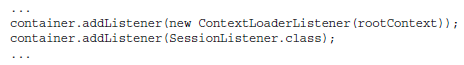 ...
container.addListener(new ContextLoaderListener(rootContext));
container.addListener(SessionListener.class);
...